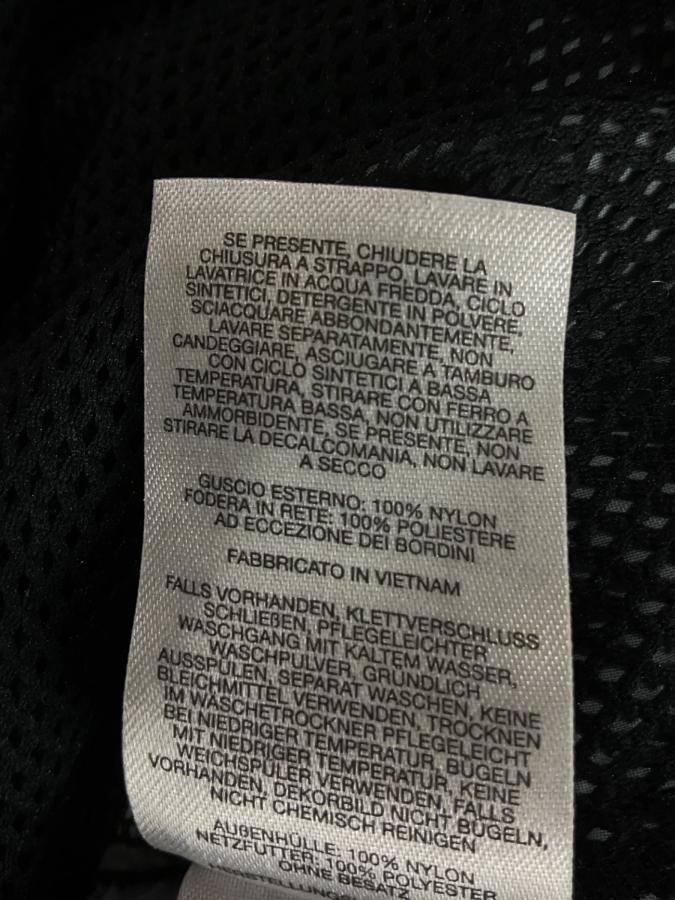 SE PRESENTE, CHIUDERE LA
CHIUSURA A STRAPPO, LAVARE IN
LAVATRICE IN ACQUA FREDDA, CICLO
SINTETICI, DETERGENTE IN POLVERE,
SCIACQUARE ABBONDANTEMENTE,
LAVARE SEPARATAMENTE, NON
CANDEGGIARE, ASCIUGARE A TAMBURO
CON CICLO SINTETICI A BASSA
TEMPERATURA, STIRARE CON FERRO A
TEMPERATURA BASSA, NON UTILIZZARE
AMMORBIDENTE, SE PRESENTE, NON
STIRARE LA DECALCOMANIA, NON LAVARE
A SECCO
GUSCIO ESTERNO: 100% NYLON
FODERA IN RETE: 100% POLIESTERE
AD ECCEZIONE DEI BORDINI
FABBRICATO IN VIETNAM
FALLS VORHANDEN, KLETTVERSCHLUSS
SCHLIEßEN, PFLEGELEICHTER
WASCHGANG MIT KALTEM WASSER,
WASCHPULVER, GRÜNDLICH
AUSSPÜLEN, SEPARAT WASCHEN, KEINE
BLEICHMITTEL VERWENDEN, TROCKNEN
IM WÄSCHETROCKNER PFLEGELEICHT
BEI NIEDRIGER TEMPERATUR, BÜGELN
MIT NIEDRIGER TEMPERATUR, KEINE
WEICHSPÜLER VERWENDEN, FALLS
VORHANDEN, DEKORBILD NICHT BÜGELN,
NICHT CHEMISCH REINIGEN
AUßENHÜLLE: 100% NYLON
NETZFUTTER: 100% POLYESTER
OHNE BESATZ